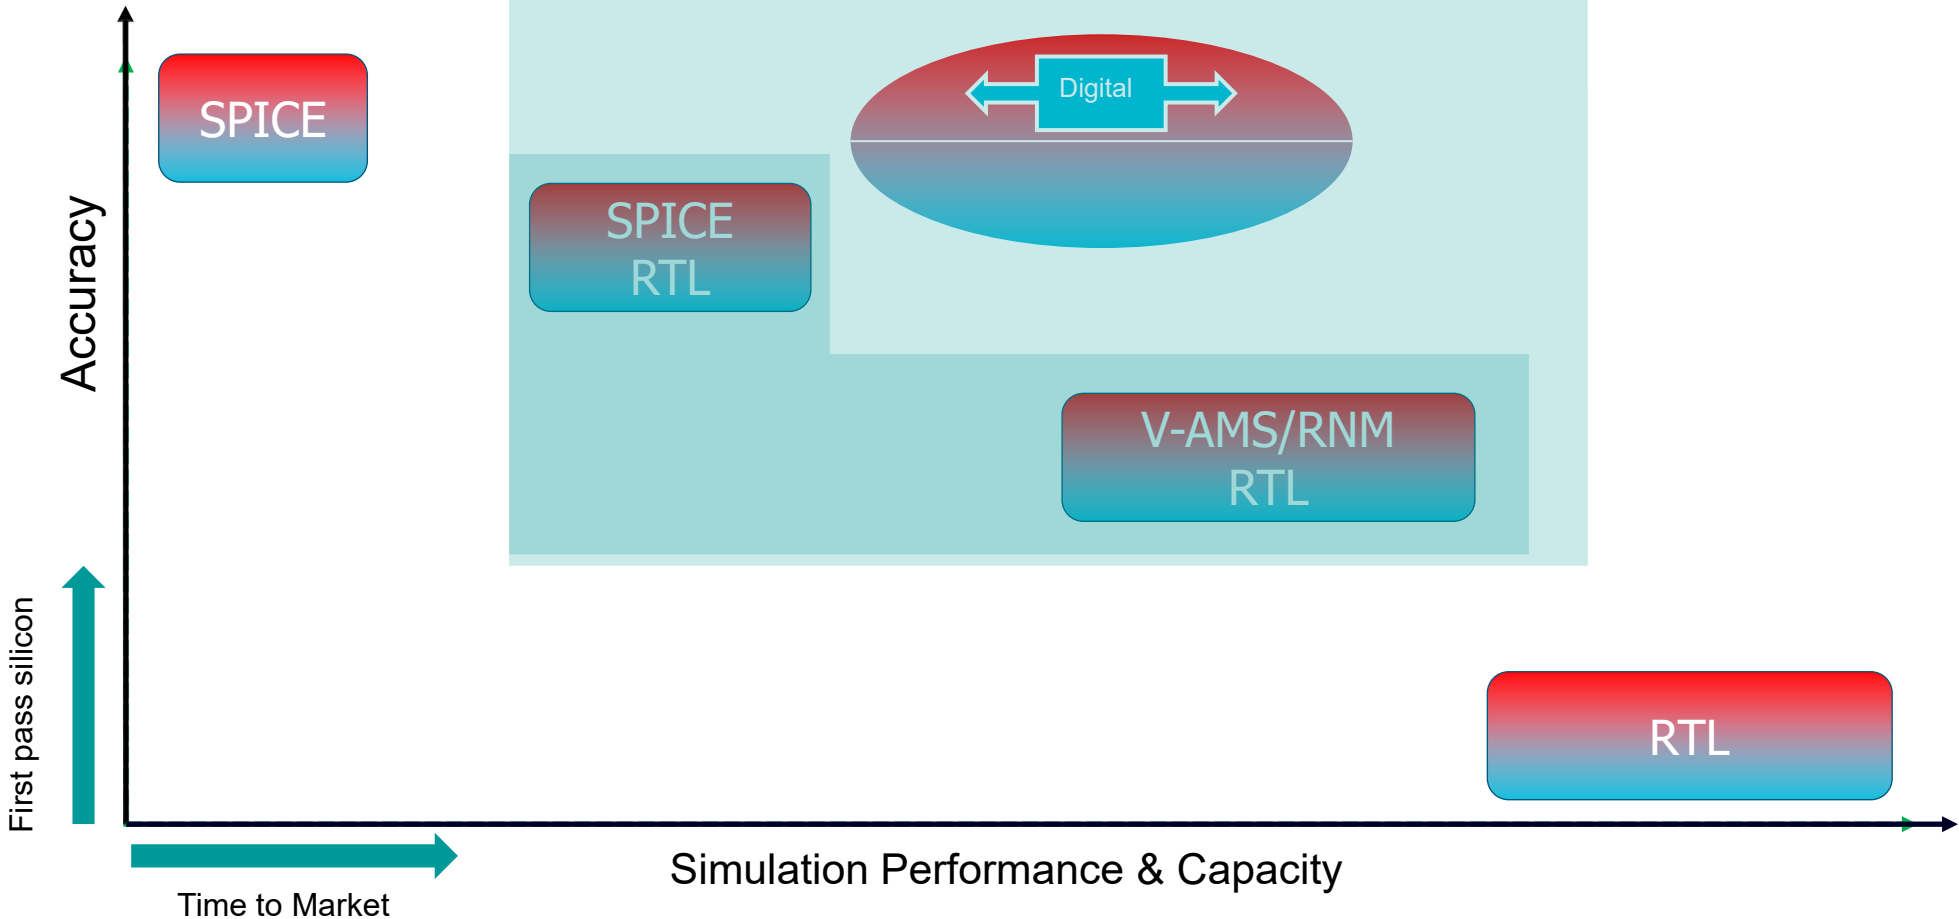 SPICE
Digital
SPICE
RTL
Accuracy
V-AMS/RNM
RTL
First pass silicon
RTL
Simulation Performance & Capacity
Time to Market